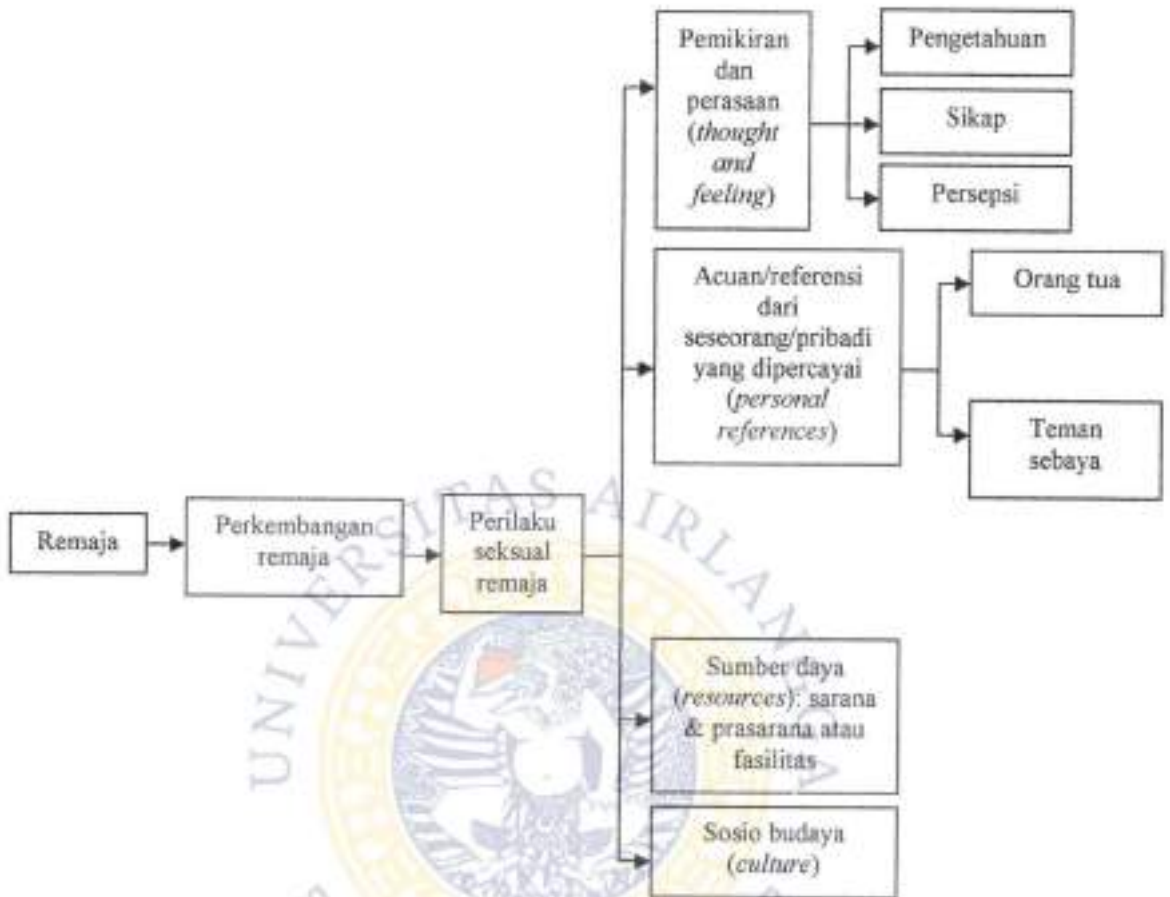 Pemikiran
dan
perasaan
(thought
and
feeling)
Pengetahuan
Sikap
Persepsi
Acuan/referensi
dari
seseorang/pribadi
yang dipercayai
(personal
references)
Orang tua
Teman
sebaya
Remaja
Perkembangan
remaja
Perilaku
seksual
remaja
Sumber daya
(resources): sarana
& prasarana atau
fasilitas
Sosio budaya
(culture)
UNIVERSITAS AIRLANGGA